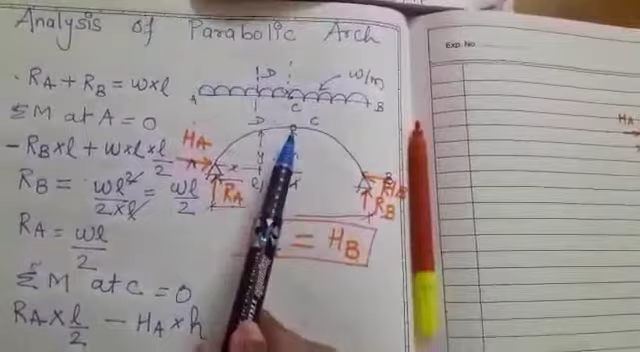 Analysis of Parabolic Arch
EXP. NO
RA + RB = w×l
D
w/m
A
C
B
ΣM at A = 0
D
C
- RB×l + w×l×l/2
HA
A
x
y
B
RB = wl²/2×l = wl/2
RA
HB
RB
RA = wl/2
= HB
ΣM at C = 0
RA×l/2 - HA×h
HA